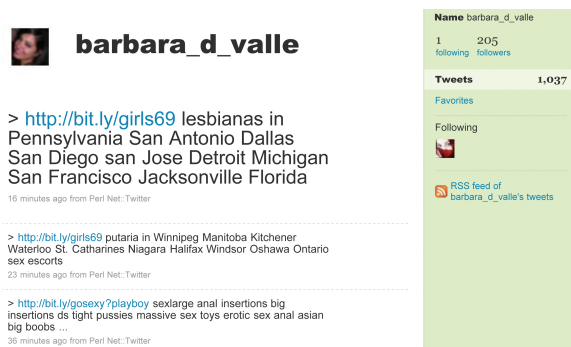 barbara_d_valle
> http://bit.ly/girls69 lesbianas in
Pennsylvania San Antonio Dallas
San Diego san Jose Detroit Michigan
San Francisco Jacksonville Florida
16 minutes ago from Perl Net::Twitter
> http://bit.ly/girls69 putaria in Winnipeg Manitoba Kitchener
Waterloo St. Catharines Niagara Halifax Windsor Oshawa Ontario
sex escorts
23 minutes ago from Perl Net::Twitter
> http://bit.ly/gosexy?playboy sexlarge anal insertions big
insertions ds tight pussies massive sex toys erotic sex anal asian
big boobs ...
36 minutes ago from Perl Net::Twitter
Name barbara_d_valle
1 205
following followers
Tweets 1,037
Favorites
Following
RSS feed of
barbara_d_valle's tweets